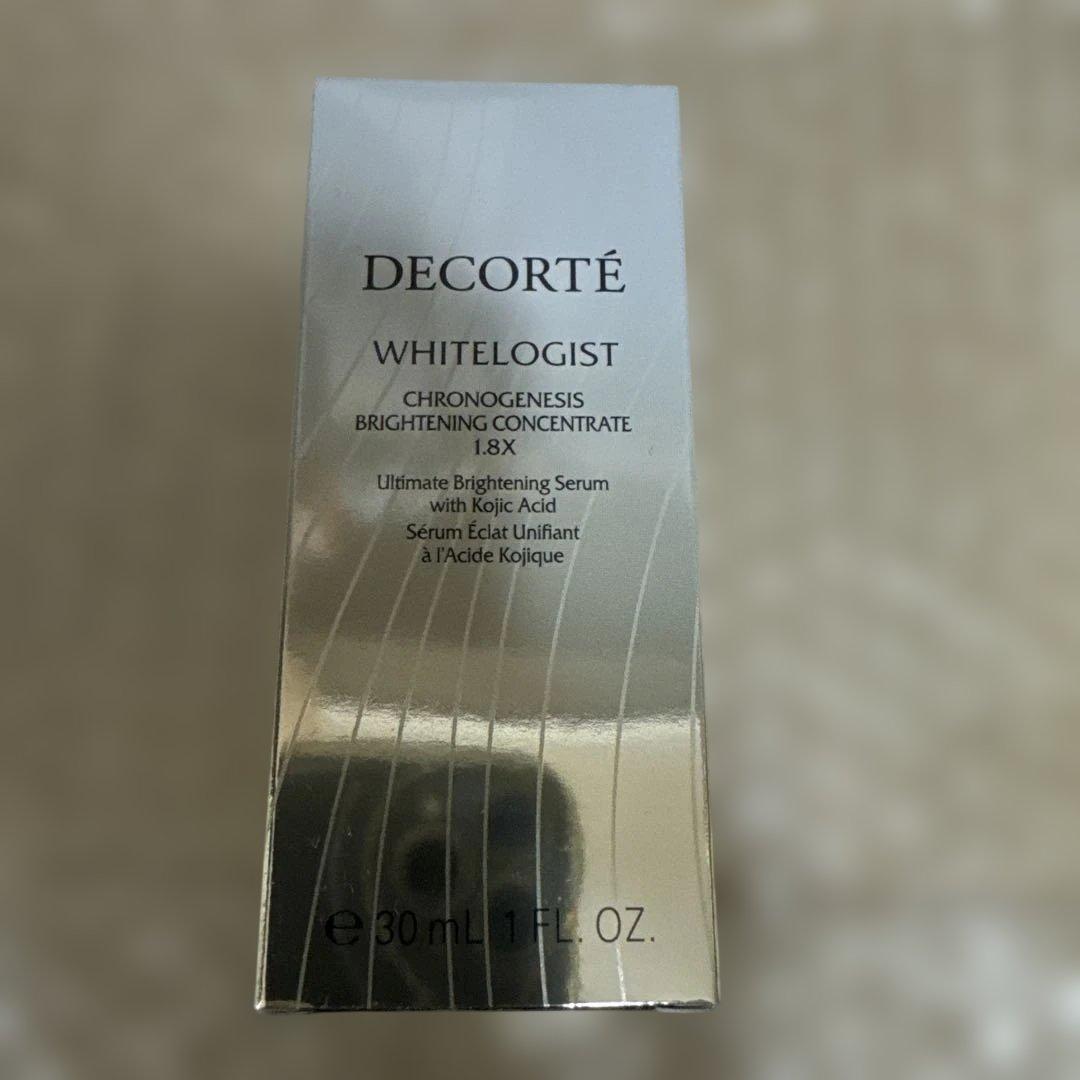 DECORTÉ
WHITELOGIST
CHRONOGENESIS
BRIGHTENING CONCENTRATE
1.8X
Ultimate Brightening Serum
with Kojic Acid
Sérum Éclat Unifiant
à l'Acide Kojique
℮ 30 mL 1 FL. OZ.